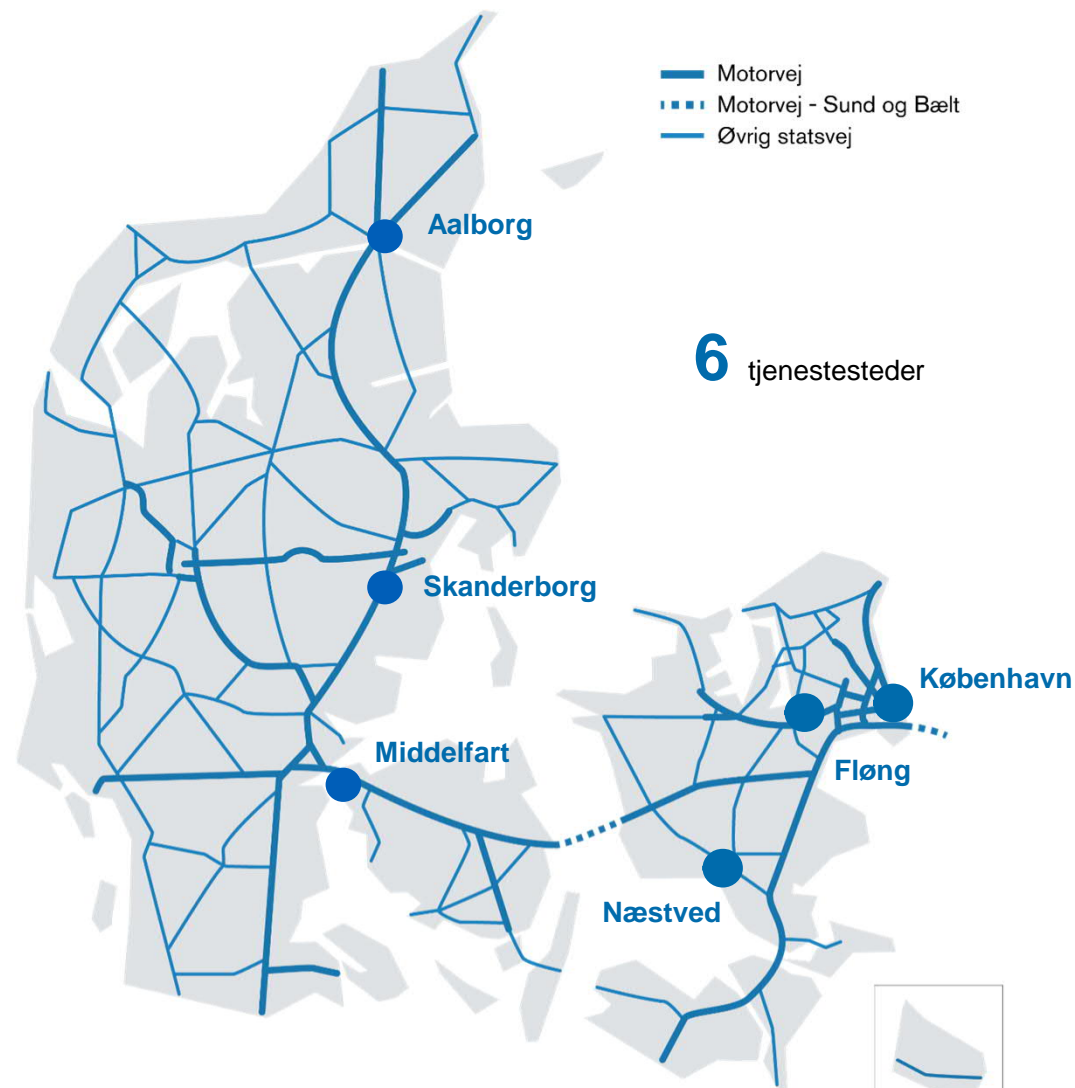 Motorvej
Motorvej - Sund og Bælt
Øvrig statsvej
Aalborg
6 tjenestesteder
Skanderborg
København
Middelfart
Fløng
Næstved